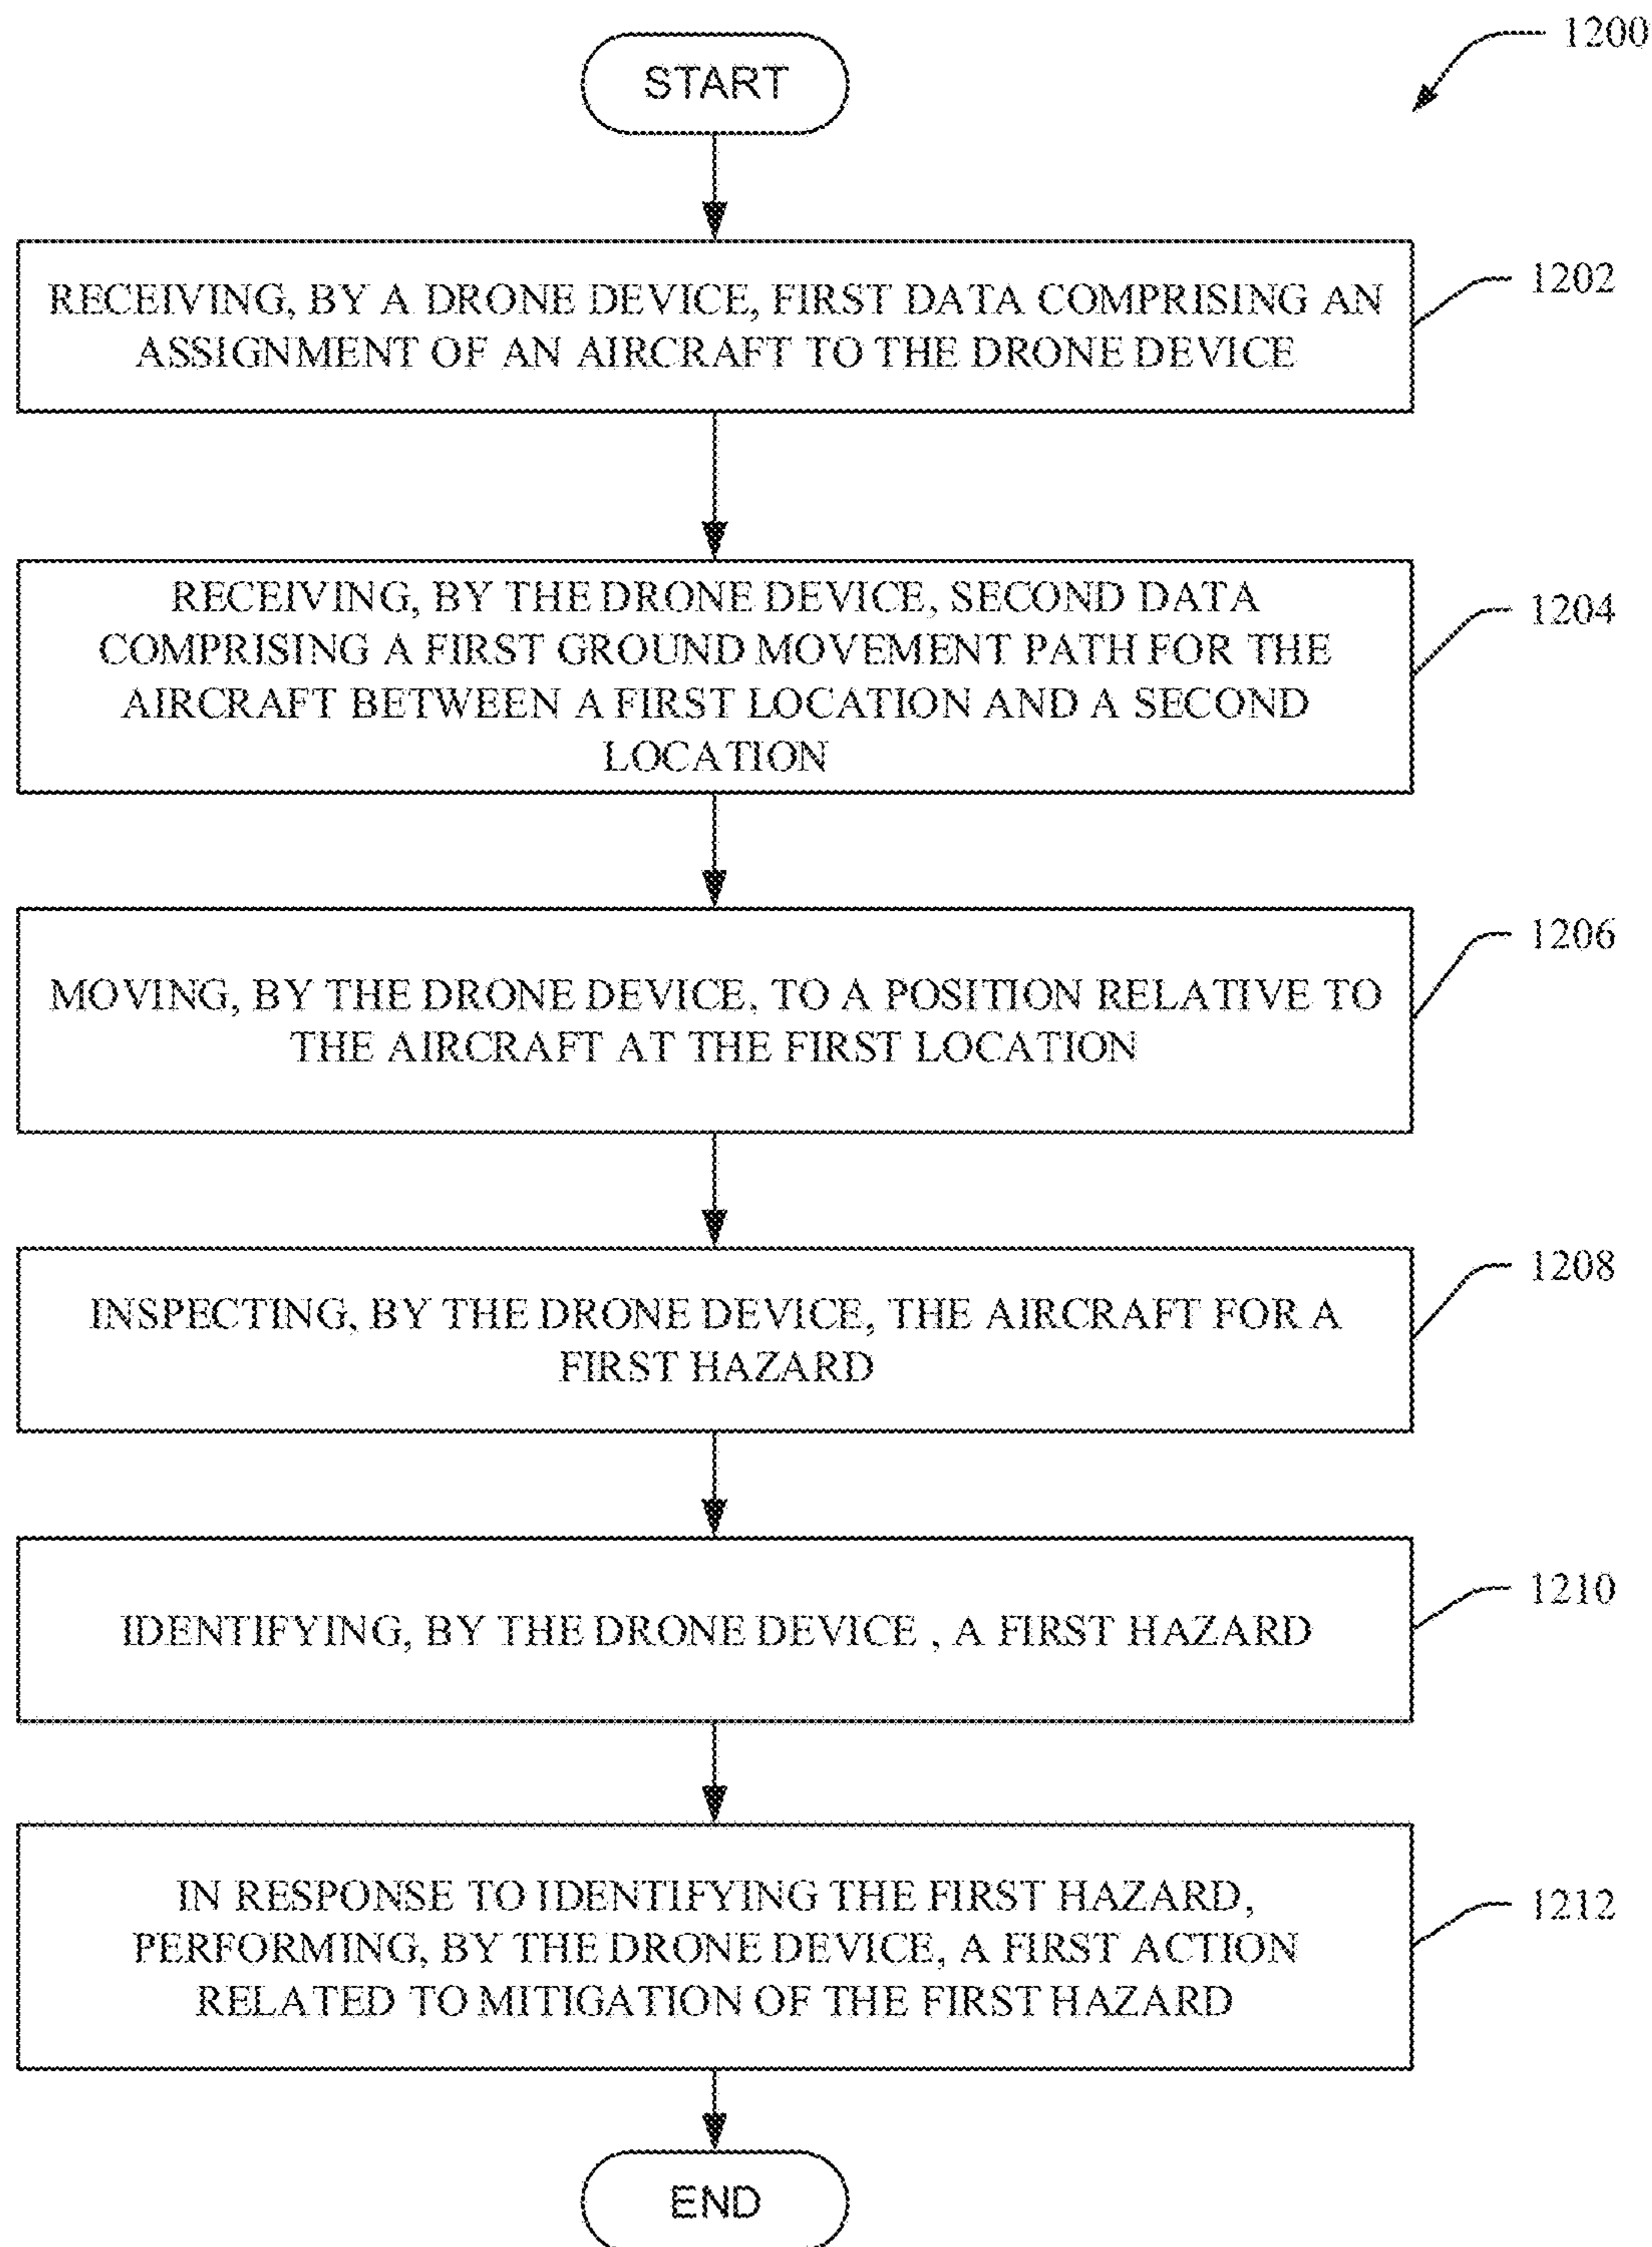 1200
START
RECEIVING, BY A DRONE DEVICE, FIRST DATA COMPRISING AN
ASSIGNMENT OF AN AIRCRAFT TO THE DRONE DEVICE
1202
RECEIVING, BY THE DRONE DEVICE, SECOND DATA
COMPRISING A FIRST GROUND MOVEMENT PATH FOR THE
AIRCRAFT BETWEEN A FIRST LOCATION AND A SECOND
LOCATION
1204
MOVING, BY THE DRONE DEVICE, TO A POSITION RELATIVE TO
THE AIRCRAFT AT THE FIRST LOCATION
1206
INSPECTING, BY THE DRONE DEVICE, THE AIRCRAFT FOR A
FIRST HAZARD
1208
IDENTIFYING, BY THE DRONE DEVICE , A FIRST HAZARD
1210
IN RESPONSE TO IDENTIFYING THE FIRST HAZARD,
PERFORMING, BY THE DRONE DEVICE, A FIRST ACTION
RELATED TO MITIGATION OF THE FIRST HAZARD
1212
END